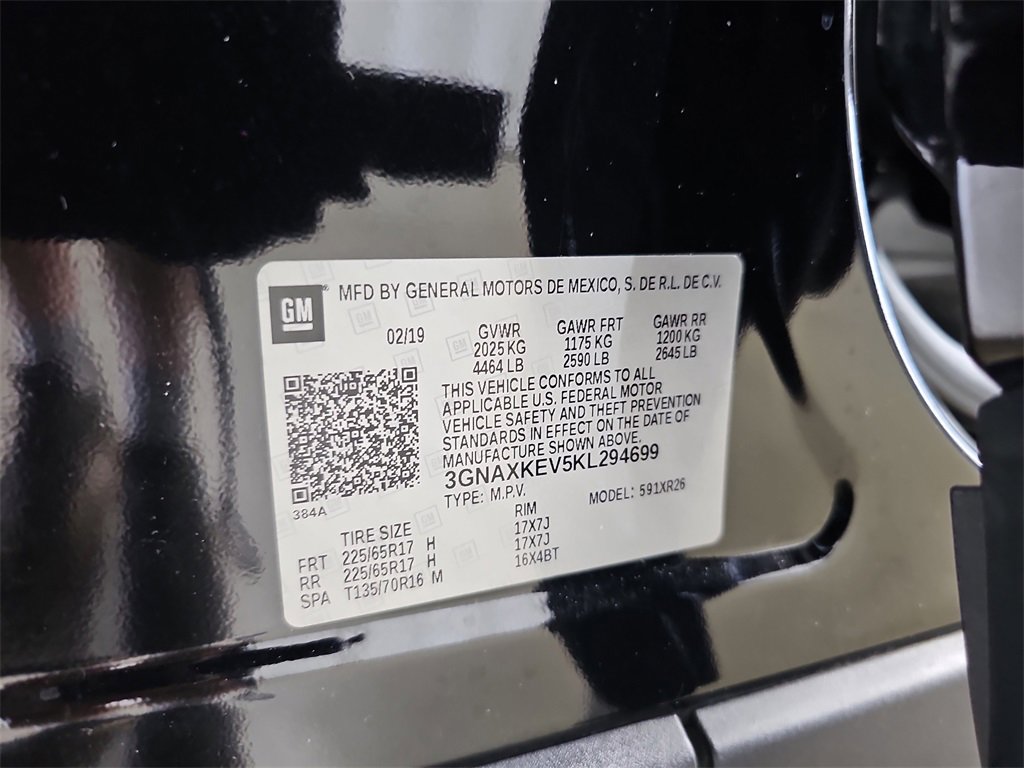 GM
MFD BY GENERAL MOTORS DE MEXICO, S. DE R.L. DE C.V.
02/19 GVWR GAWR FRT GAWR RR
2025 KG 1175 KG 1200 KG
4464 LB 2590 LB 2645 LB
THIS VEHICLE CONFORMS TO ALL
APPLICABLE U.S. FEDERAL MOTOR
VEHICLE SAFETY AND THEFT PREVENTION
STANDARDS IN EFFECT ON THE DATE OF
MANUFACTURE SHOWN ABOVE.
3GNAXKEV5KL294699
TYPE: M.P.V. MODEL: 591XR26
384A
TIRE SIZE RIM
FRT 225/65R17 H 17X7J
RR 225/65R17 H 17X7J
SPA T135/70R16 M 16X4BT